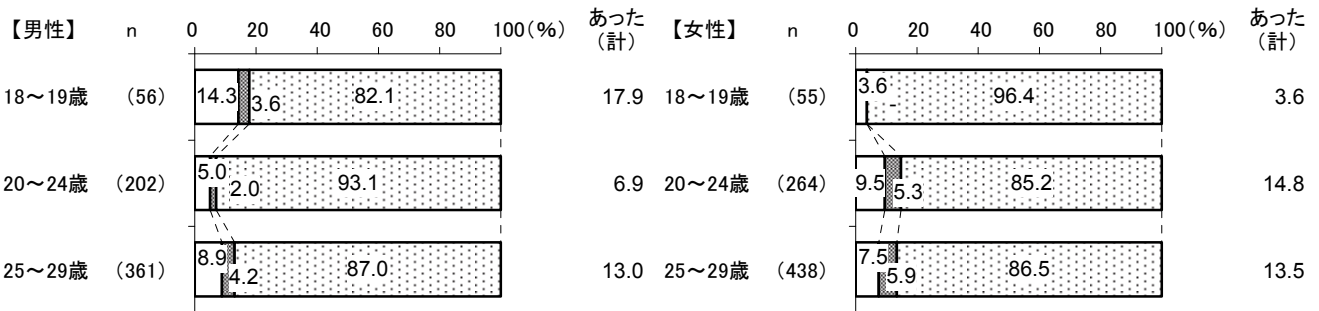 【男性】 n 0 20 40 60 80 100(%) あった(計)
18～19歳 (56) 14.3 3.6 82.1 17.9
20～24歳 (202) 5.0 2.0 93.1 6.9
25～29歳 (361) 8.9 4.2 87.0 13.0
【女性】 n 0 20 40 60 80 100(%) あった(計)
18～19歳 (55) 3.6 - 96.4 3.6
20～24歳 (264) 9.5 5.3 85.2 14.8
25～29歳 (438) 7.5 5.9 86.5 13.5